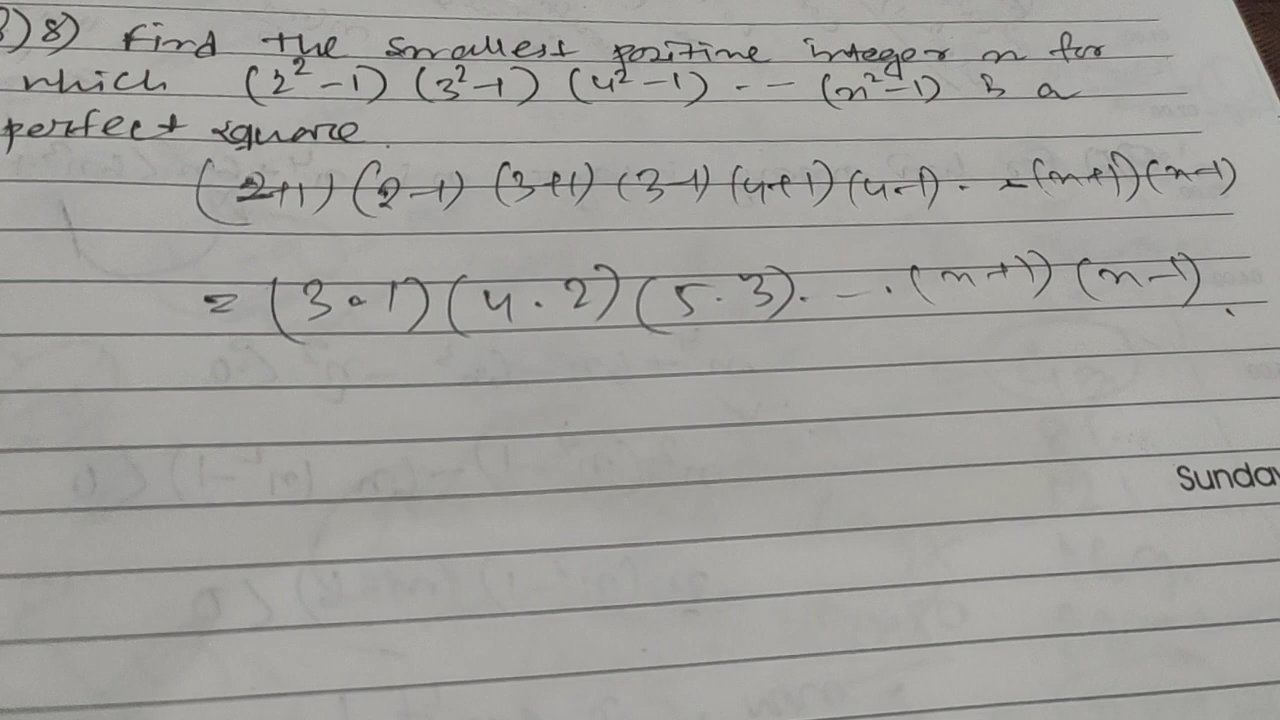 8) Find the smallest positive integer n for
which (2²-1) (3²-1) (4²-1) -- (n²-1) is a
perfect square.
(2+1) (2-1) (3+1) (3-1) (4+1) (4-1) . - (n+1) (n-1)
= (3·1) (4·2) (5·3). -. (n+1) (n-1)
Sunday